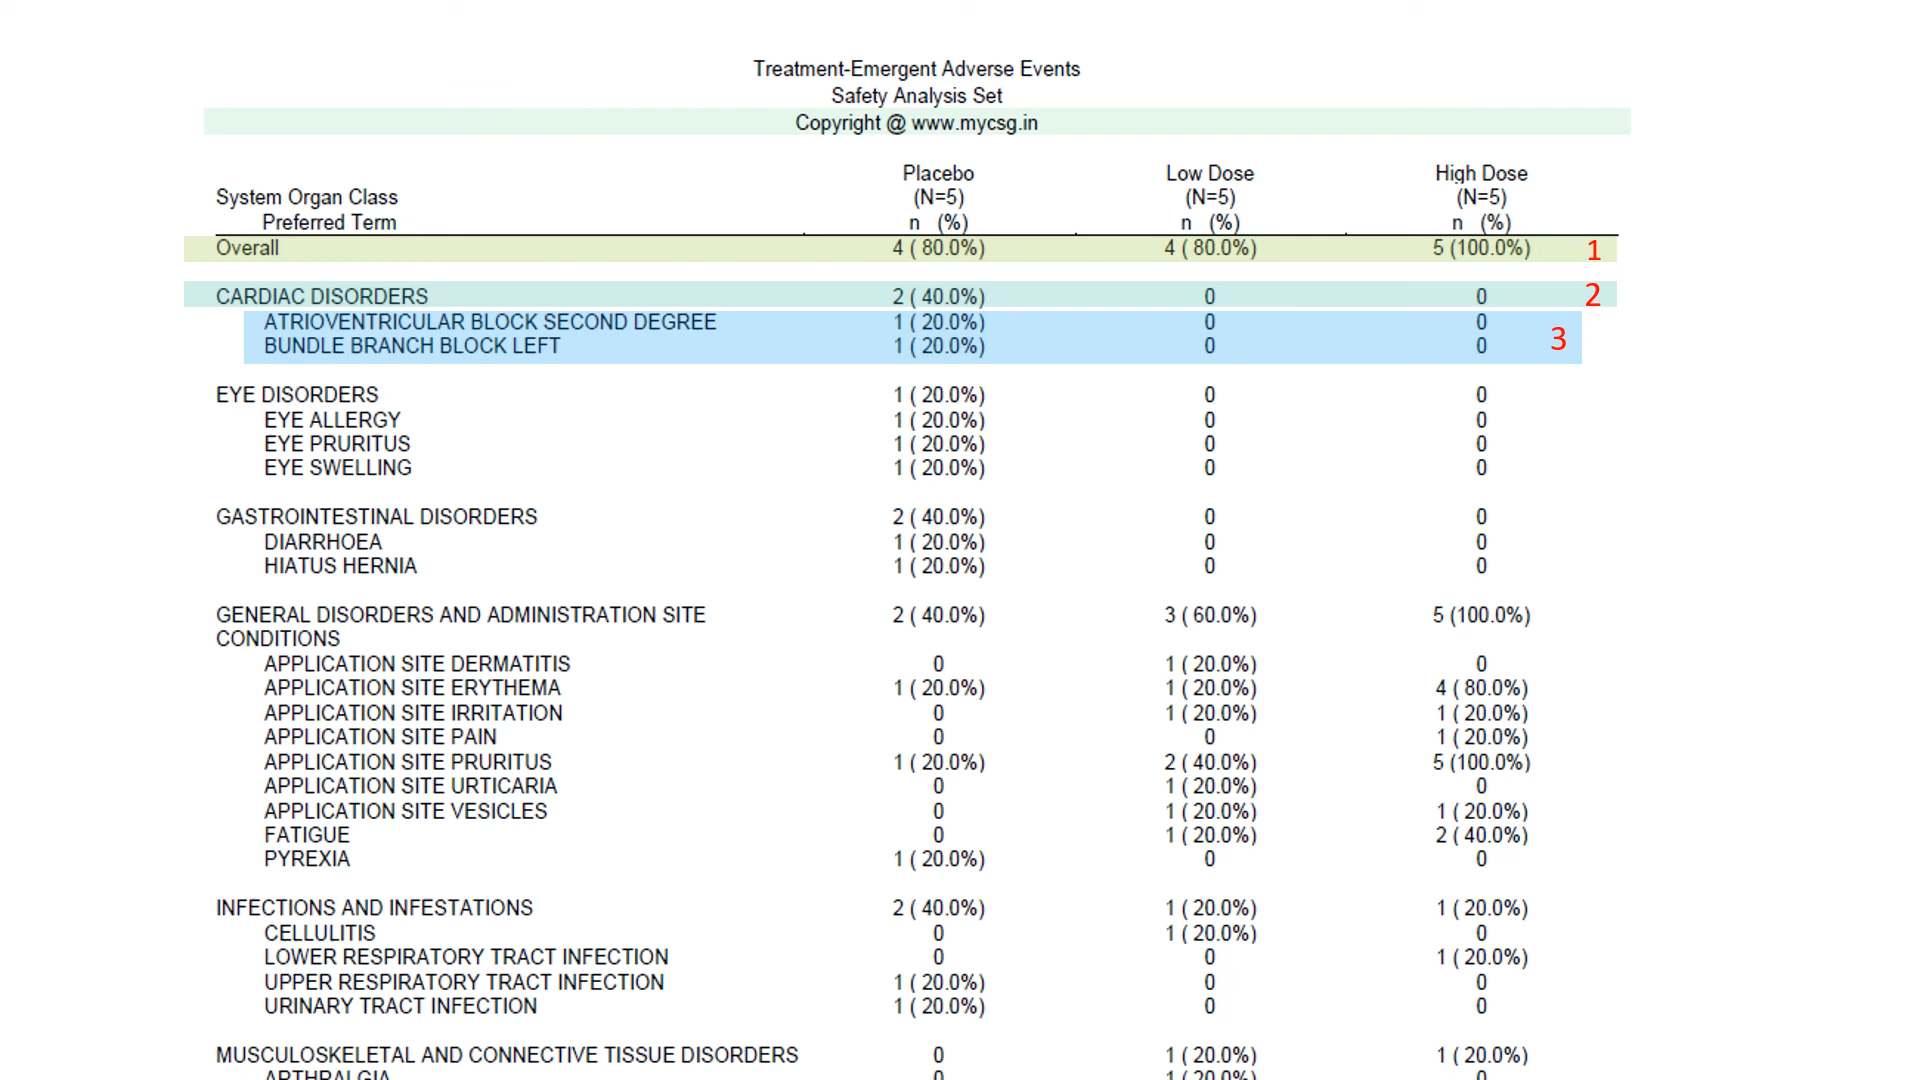 Treatment-Emergent Adverse Events
Safety Analysis Set
Copyright @ www.mycsg.in
Placebo Low Dose High Dose
System Organ Class (N=5) (N=5) (N=5)
Preferred Term n (%) n (%) n (%)
Overall 4 ( 80.0%) 4 ( 80.0%) 5 (100.0%) 1
CARDIAC DISORDERS 2 ( 40.0%) 0 0 2
ATRIOVENTRICULAR BLOCK SECOND DEGREE 1 ( 20.0%) 0 0
BUNDLE BRANCH BLOCK LEFT 1 ( 20.0%) 0 0 3
EYE DISORDERS 1 ( 20.0%) 0 0
EYE ALLERGY 1 ( 20.0%) 0 0
EYE PRURITUS 1 ( 20.0%) 0 0
EYE SWELLING 1 ( 20.0%) 0 0
GASTROINTESTINAL DISORDERS 2 ( 40.0%) 0 0
DIARRHOEA 1 ( 20.0%) 0 0
HIATUS HERNIA 1 ( 20.0%) 0 0
GENERAL DISORDERS AND ADMINISTRATION SITE 2 ( 40.0%) 3 ( 60.0%) 5 (100.0%)
CONDITIONS
APPLICATION SITE DERMATITIS 0 1 ( 20.0%) 0
APPLICATION SITE ERYTHEMA 1 ( 20.0%) 1 ( 20.0%) 4 ( 80.0%)
APPLICATION SITE IRRITATION 0 1 ( 20.0%) 1 ( 20.0%)
APPLICATION SITE PAIN 0 0 1 ( 20.0%)
APPLICATION SITE PRURITUS 1 ( 20.0%) 2 ( 40.0%) 5 (100.0%)
APPLICATION SITE URTICARIA 0 1 ( 20.0%) 0
APPLICATION SITE VESICLES 0 1 ( 20.0%) 1 ( 20.0%)
FATIGUE 0 1 ( 20.0%) 2 ( 40.0%)
PYREXIA 1 ( 20.0%) 0 0
INFECTIONS AND INFESTATIONS 2 ( 40.0%) 1 ( 20.0%) 1 ( 20.0%)
CELLULITIS 0 1 ( 20.0%) 0
LOWER RESPIRATORY TRACT INFECTION 0 0 1 ( 20.0%)
UPPER RESPIRATORY TRACT INFECTION 1 ( 20.0%) 0 0
URINARY TRACT INFECTION 1 ( 20.0%) 0 0
MUSCULOSKELETAL AND CONNECTIVE TISSUE DISORDERS 0 1 ( 20.0%) 1 ( 20.0%)
ARTHRALGIA 0 1 ( 20.0%) 0